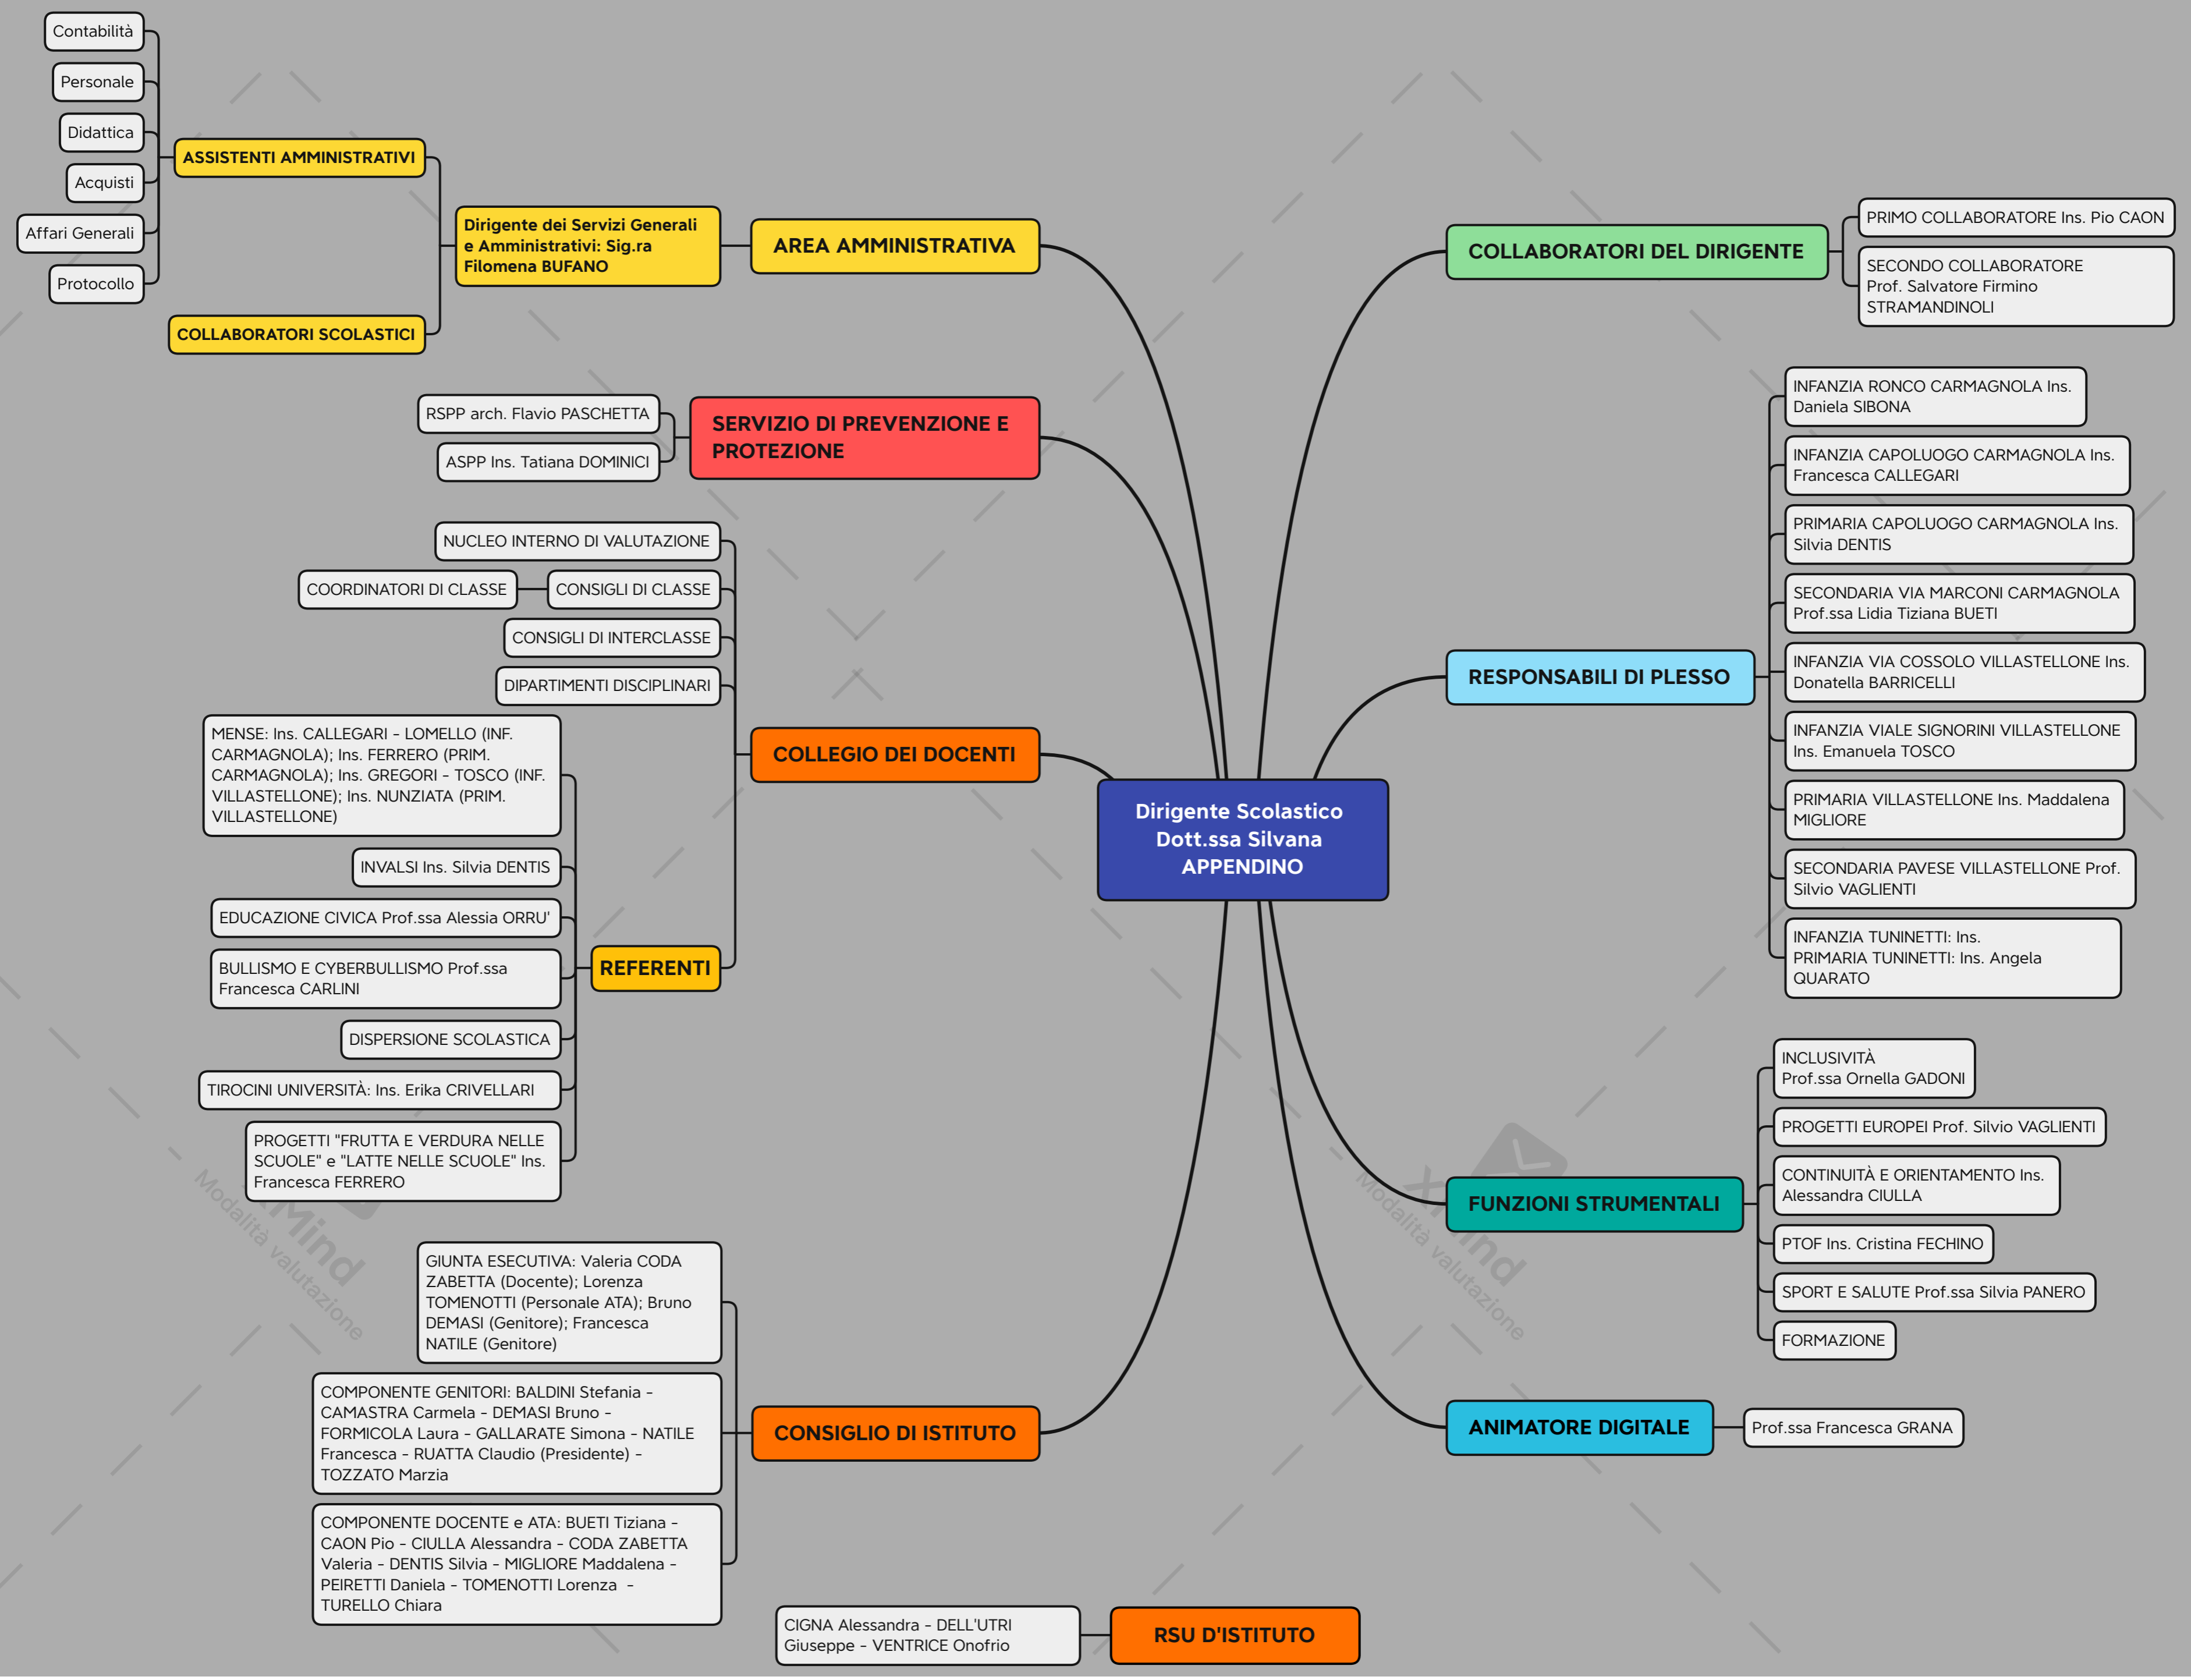 Contabilità
Personale
Didattica
Acquisti
Affari Generali
Protocollo
ASSISTENTI AMMINISTRATIVI
COLLABORATORI SCOLASTICI
Dirigente dei Servizi Generali
e Amministrativi: Sig.ra
Filomena BUFANO
AREA AMMINISTRATIVA
RSPP arch. Flavio PASCHETTA
ASPP Ins. Tatiana DOMINICI
SERVIZIO DI PREVENZIONE E
PROTEZIONE
NUCLEO INTERNO DI VALUTAZIONE
COORDINATORI DI CLASSE
CONSIGLI DI CLASSE
CONSIGLI DI INTERCLASSE
DIPARTIMENTI DISCIPLINARI
COLLEGIO DEI DOCENTI
MENSE: Ins. CALLEGARI - LOMELLO (INF.
CARMAGNOLA); Ins. FERRERO (PRIM.
CARMAGNOLA); Ins. GREGORI - TOSCO (INF.
VILLASTELLONE); Ins. NUNZIATA (PRIM.
VILLASTELLONE)
INVALSI Ins. Silvia DENTIS
EDUCAZIONE CIVICA Prof.ssa Alessia ORRU'
BULLISMO E CYBERBULLISMO Prof.ssa
Francesca CARLINI
DISPERSIONE SCOLASTICA
TIROCINI UNIVERSITÀ: Ins. Erika CRIVELLARI
PROGETTI "FRUTTA E VERDURA NELLE
SCUOLE" e "LATTE NELLE SCUOLE" Ins.
Francesca FERRERO
REFERENTI
Dirigente Scolastico
Dott.ssa Silvana
APPENDINO
GIUNTA ESECUTIVA: Valeria CODA
ZABETTA (Docente); Lorenza
TOMENOTTI (Personale ATA); Bruno
DEMASI (Genitore); Francesca
NATILE (Genitore)
COMPONENTE GENITORI: BALDINI Stefania -
CAMASTRA Carmela - DEMASI Bruno -
FORMICOLA Laura - GALLARATE Simona - NATILE
Francesca - RUATTA Claudio (Presidente) -
TOZZATO Marzia
COMPONENTE DOCENTE e ATA: BUETI Tiziana -
CAON Pio - CIULLA Alessandra - CODA ZABETTA
Valeria - DENTIS Silvia - MIGLIORE Maddalena -
PEIRETTI Daniela - TOMENOTTI Lorenza  -
TURELLO Chiara
CONSIGLIO DI ISTITUTO
CIGNA Alessandra - DELL'UTRI
Giuseppe - VENTRICE Onofrio
RSU D'ISTITUTO
COLLABORATORI DEL DIRIGENTE
PRIMO COLLABORATORE Ins. Pio CAON
SECONDO COLLABORATORE
Prof. Salvatore Firmino
STRAMANDINOLI
RESPONSABILI DI PLESSO
INFANZIA RONCO CARMAGNOLA Ins.
Daniela SIBONA
INFANZIA CAPOLUOGO CARMAGNOLA Ins.
Francesca CALLEGARI
PRIMARIA CAPOLUOGO CARMAGNOLA Ins.
Silvia DENTIS
SECONDARIA VIA MARCONI CARMAGNOLA
Prof.ssa Lidia Tiziana BUETI
INFANZIA VIA COSSOLO VILLASTELLONE Ins.
Donatella BARRICELLI
INFANZIA VIALE SIGNORINI VILLASTELLONE
Ins. Emanuela TOSCO
PRIMARIA VILLASTELLONE Ins. Maddalena
MIGLIORE
SECONDARIA PAVESE VILLASTELLONE Prof.
Silvio VAGLIENTI
INFANZIA TUNINETTI: Ins.
PRIMARIA TUNINETTI: Ins. Angela
QUARATO
FUNZIONI STRUMENTALI
INCLUSIVITÀ
Prof.ssa Ornella GADONI
PROGETTI EUROPEI Prof. Silvio VAGLIENTI
CONTINUITÀ E ORIENTAMENTO Ins.
Alessandra CIULLA
PTOF Ins. Cristina FECHINO
SPORT E SALUTE Prof.ssa Silvia PANERO
FORMAZIONE
ANIMATORE DIGITALE
Prof.ssa Francesca GRANA
XMind
Modalità valutazione
XMind
Modalità valutazione